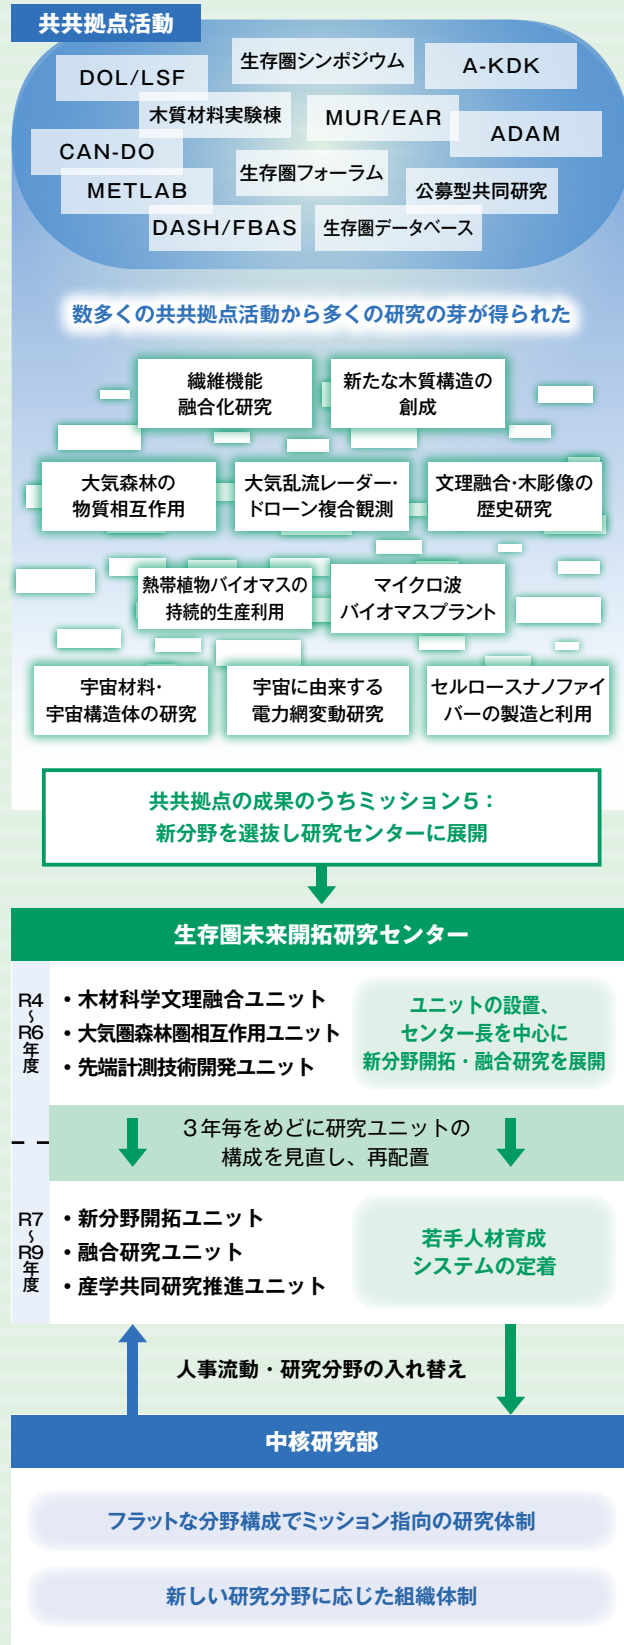 共共拠点活動
DOL/LSF
生存圏シンポジウム
A-KDK
木質材料実験棟
MUR/EAR
ADAM
CAN-DO
生存圏フォーラム
METLAB
公募型共同研究
DASH/FBAS
生存圏データベース
数多くの共共拠点活動から多くの研究の芽が得られた
繊維機能
融合化研究
新たな木質構造の
創成
大気森林の
物質相互作用
大気乱流レーダー・
ドローン複合観測
文理融合・木彫像の
歴史研究
熱帯植物バイオマスの
持続的生産利用
マイクロ波
バイオマスプラント
宇宙材料・
宇宙構造体の研究
宇宙に由来する
電力網変動研究
セルロースナノファイ
バーの製造と利用
共共拠点の成果のうちミッション5：
新分野を選抜し研究センターに展開
生存圏未来開拓研究センター
R4～R6年度
・木材科学文理融合ユニット
・大気圏森林圏相互作用ユニット
・先端計測技術開発ユニット
ユニットの設置、
センター長を中心に
新分野開拓・融合研究を展開
3年毎をめどに研究ユニットの
構成を見直し、再配置
R7～R9年度
・新分野開拓ユニット
・融合研究ユニット
・産学共同研究推進ユニット
若手人材育成
システムの定着
人事流動・研究分野の入れ替え
中核研究部
フラットな分野構成でミッション指向の研究体制
新しい研究分野に応じた組織体制